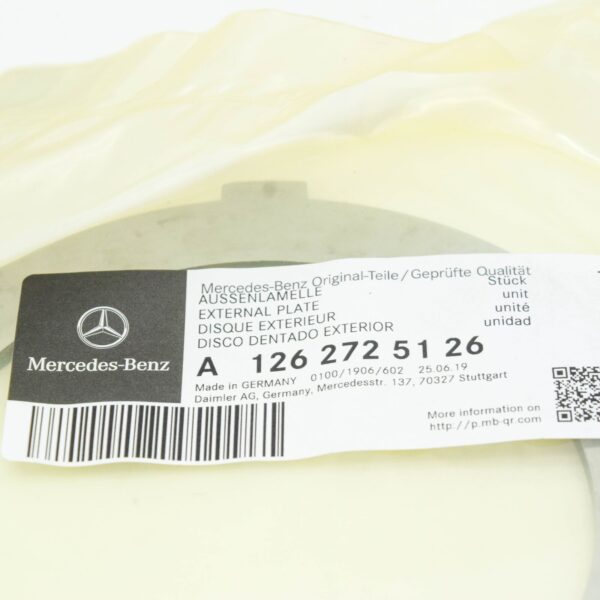 Mercedes-Benz Original-Teile/Geprüfte Qualität
AUSSENLAMELLE Stück
EXTERNAL PLATE unit
DISQUE EXTERIEUR unité
DISCO DENTADO EXTERIOR unidad
A 126 272 51 26
Made in GERMANY 0100/1906/602 25.06.19
Daimler AG, Germany, Mercedesstr. 137, 70327 Stuttgart
Mercedes-Benz
More information on
http://p.mb-qr.com